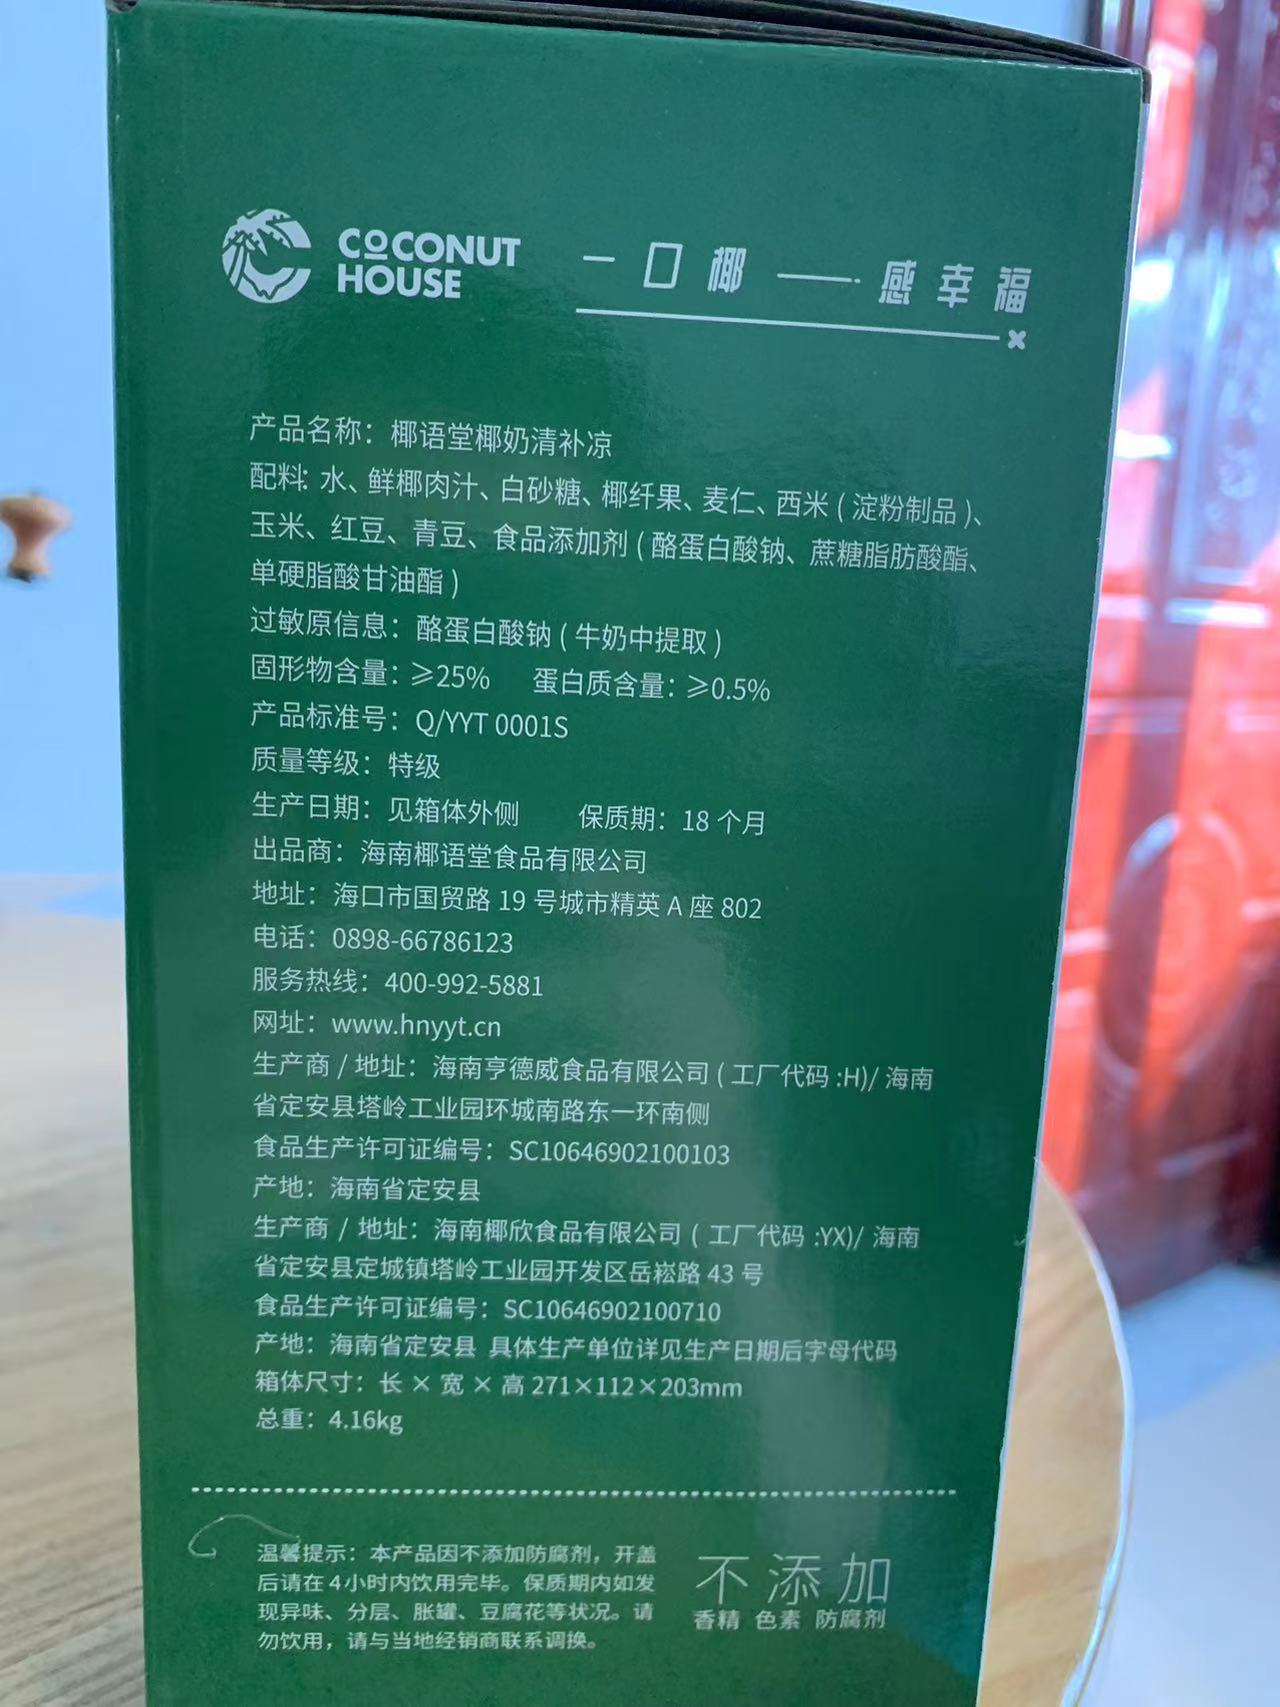 COCONUT
HOUSE
一口椰——感幸福
产品名称：椰语堂椰奶清补凉
配料：水、鲜椰肉汁、白砂糖、椰纤果、麦仁、西米（淀粉制品）、
玉米、红豆、青豆、食品添加剂（酪蛋白酸钠、蔗糖脂肪酸酯、
单硬脂酸甘油酯）
过敏原信息：酪蛋白酸钠（牛奶中提取）
固形物含量：≥25% 蛋白质含量：≥0.5%
产品标准号：Q/YYT 0001S
质量等级：特级
生产日期：见箱体外侧 保质期：18个月
出品商：海南椰语堂食品有限公司
地址：海口市国贸路 19 号城市精英 A 座 802
电话：0898-66786123
服务热线：400-992-5881
网址：www.hnyyt.cn
生产商 / 地址：海南亨德威食品有限公司（工厂代码 :H)/ 海南
省定安县塔岭工业园环城南路东一环南侧
食品生产许可证编号：SC10646902100103
产地：海南省定安县
生产商 / 地址：海南椰欣食品有限公司（工厂代码 :YX)/ 海南
省定安县定城镇塔岭工业园开发区岳崧路 43 号
食品生产许可证编号：SC10646902100710
产地：海南省定安县 具体生产单位详见生产日期后字母代码
箱体尺寸：长 × 宽 × 高 271×112×203mm
总重：4.16kg
温馨提示：本产品因不添加防腐剂，开盖
后请在4小时内饮用完毕。保质期内如发
现异味、分层、胀罐、豆腐花等状况。请
勿饮用，请与当地经销商联系调换。
不添加
香精 色素 防腐剂